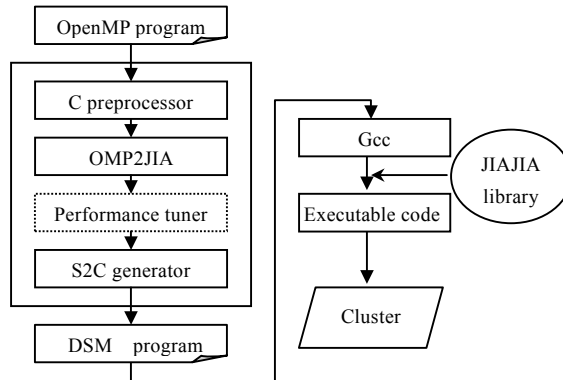 OpenMP program
C preprocessor
OMP2JIA
Performance tuner
S2C generator
DSM program
Gcc
JIAJIA
library
Executable code
Cluster